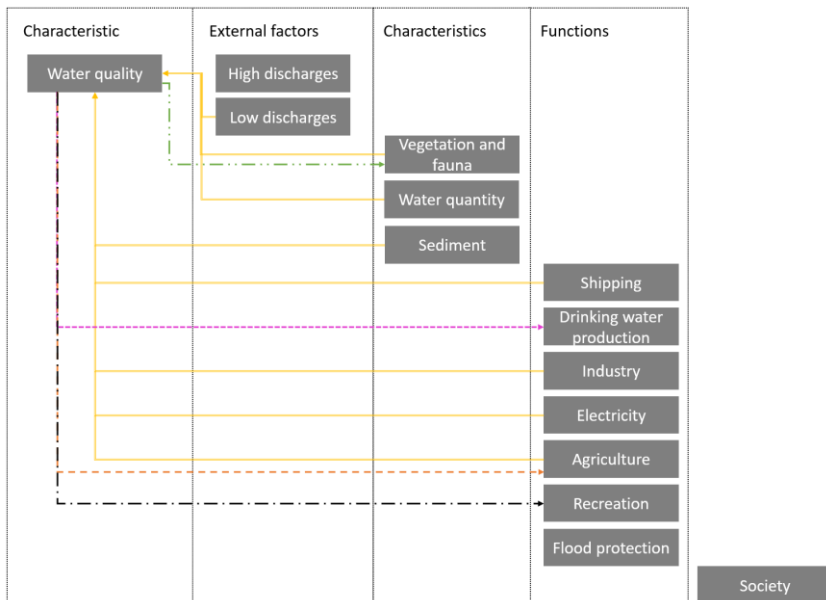 Characteristic
External factors
Characteristics
Functions
Water quality
High discharges
Low discharges
Vegetation and
fauna
Water quantity
Sediment
Shipping
Drinking water
production
Industry
Electricity
Agriculture
Recreation
Flood protection
Society